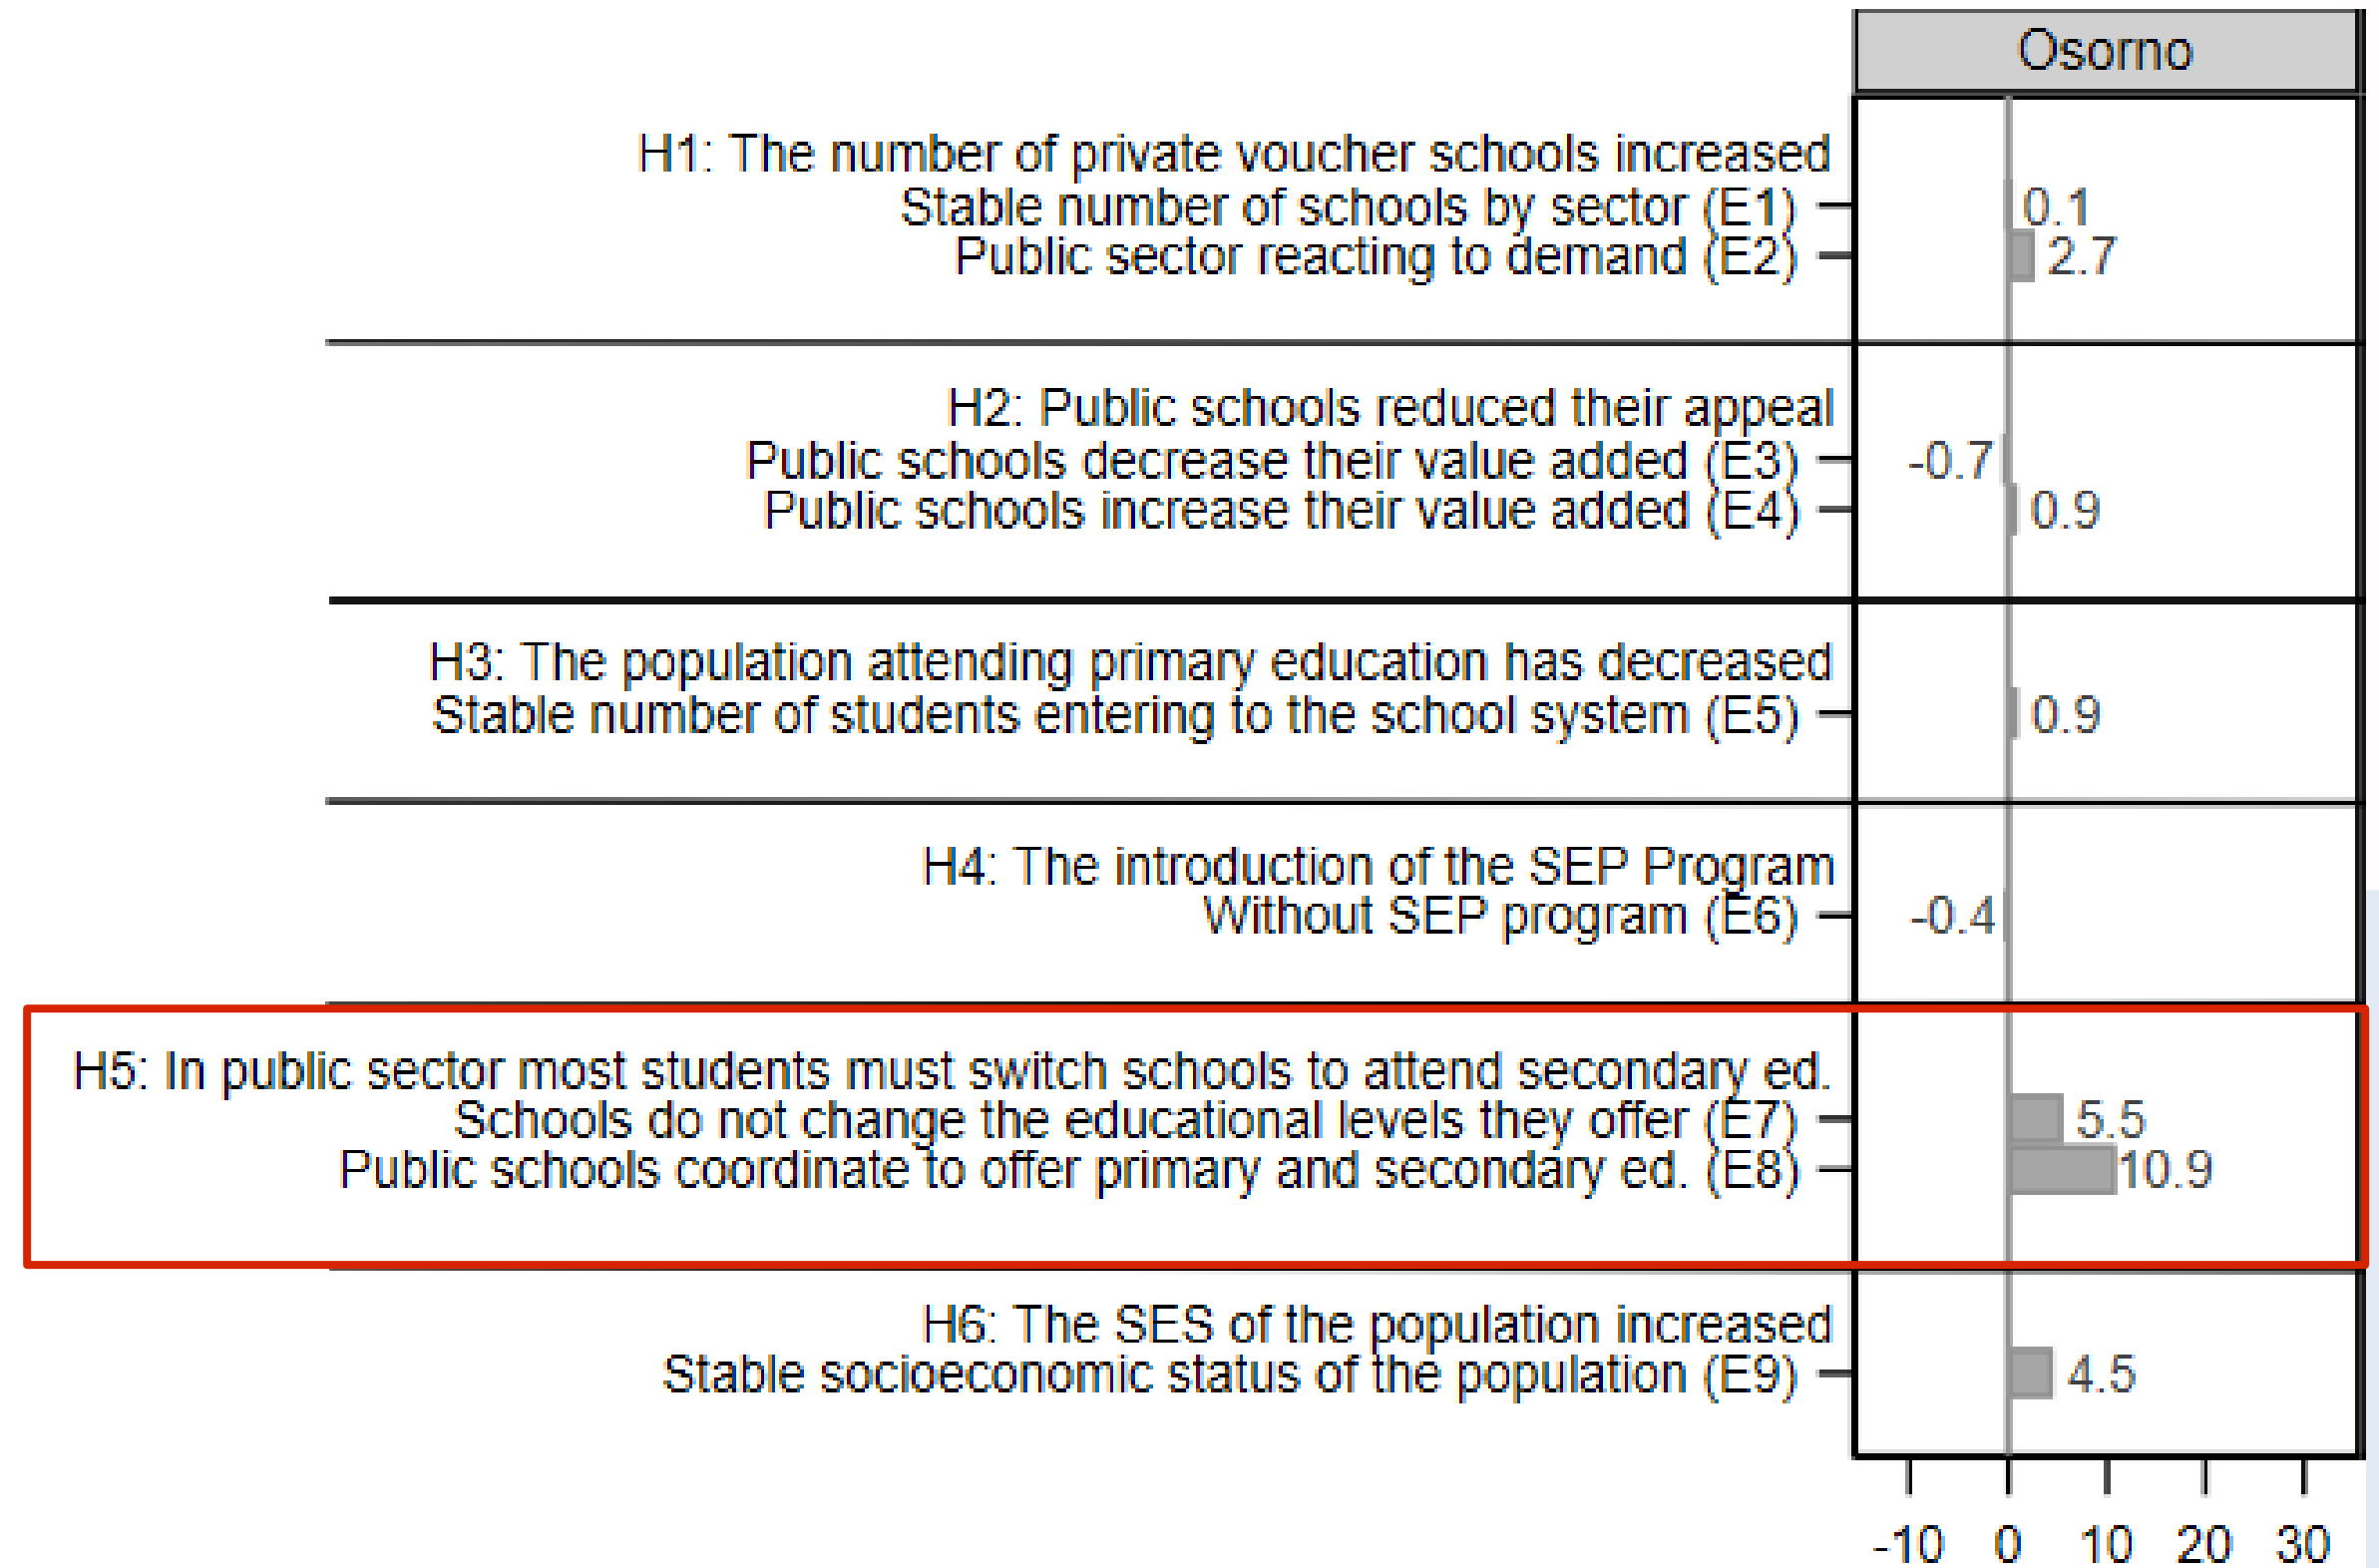 Osorno
H1: The number of private voucher schools increased
Stable number of schools by sector (E1) 0.1
Public sector reacting to demand (E2) 2.7
H2: Public schools reduced their appeal
Public schools decrease their value added (E3) -0.7
Public schools increase their value added (E4) 0.9
H3: The population attending primary education has decreased
Stable number of students entering to the school system (E5) 0.9
H4: The introduction of the SEP Program
Without SEP program (E6) -0.4
H5: In public sector most students must switch schools to attend secondary ed.
Schools do not change the educational levels they offer (E7) 5.5
Public schools coordinate to offer primary and secondary ed. (E8) 10.9
H6: The SES of the population increased
Stable socioeconomic status of the population (E9) 4.5
-10 0 10 20 30